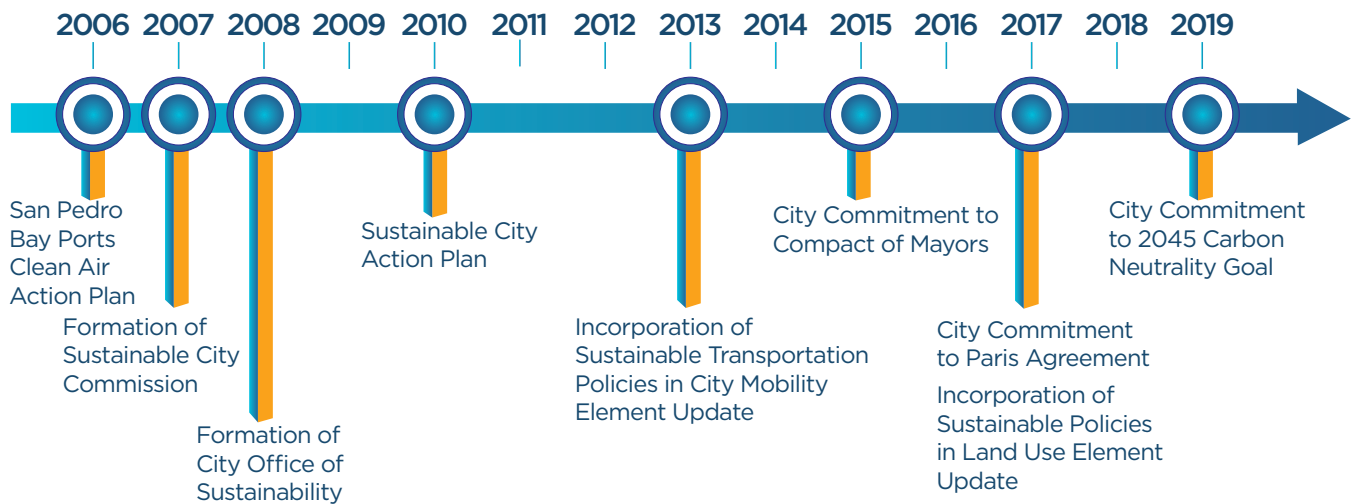 2006 2007 2008 2009 2010 2011 2012 2013 2014 2015 2016 2017 2018 2019
San Pedro
Bay Ports
Clean Air
Action Plan
Formation of
Sustainable City
Commission
Formation of
City Office of
Sustainability
Sustainable City
Action Plan
Incorporation of
Sustainable Transportation
Policies in City Mobility
Element Update
City Commitment to
Compact of Mayors
City Commitment
to Paris Agreement
Incorporation of
Sustainable Policies
in Land Use Element
Update
City Commitment
to 2045 Carbon
Neutrality Goal